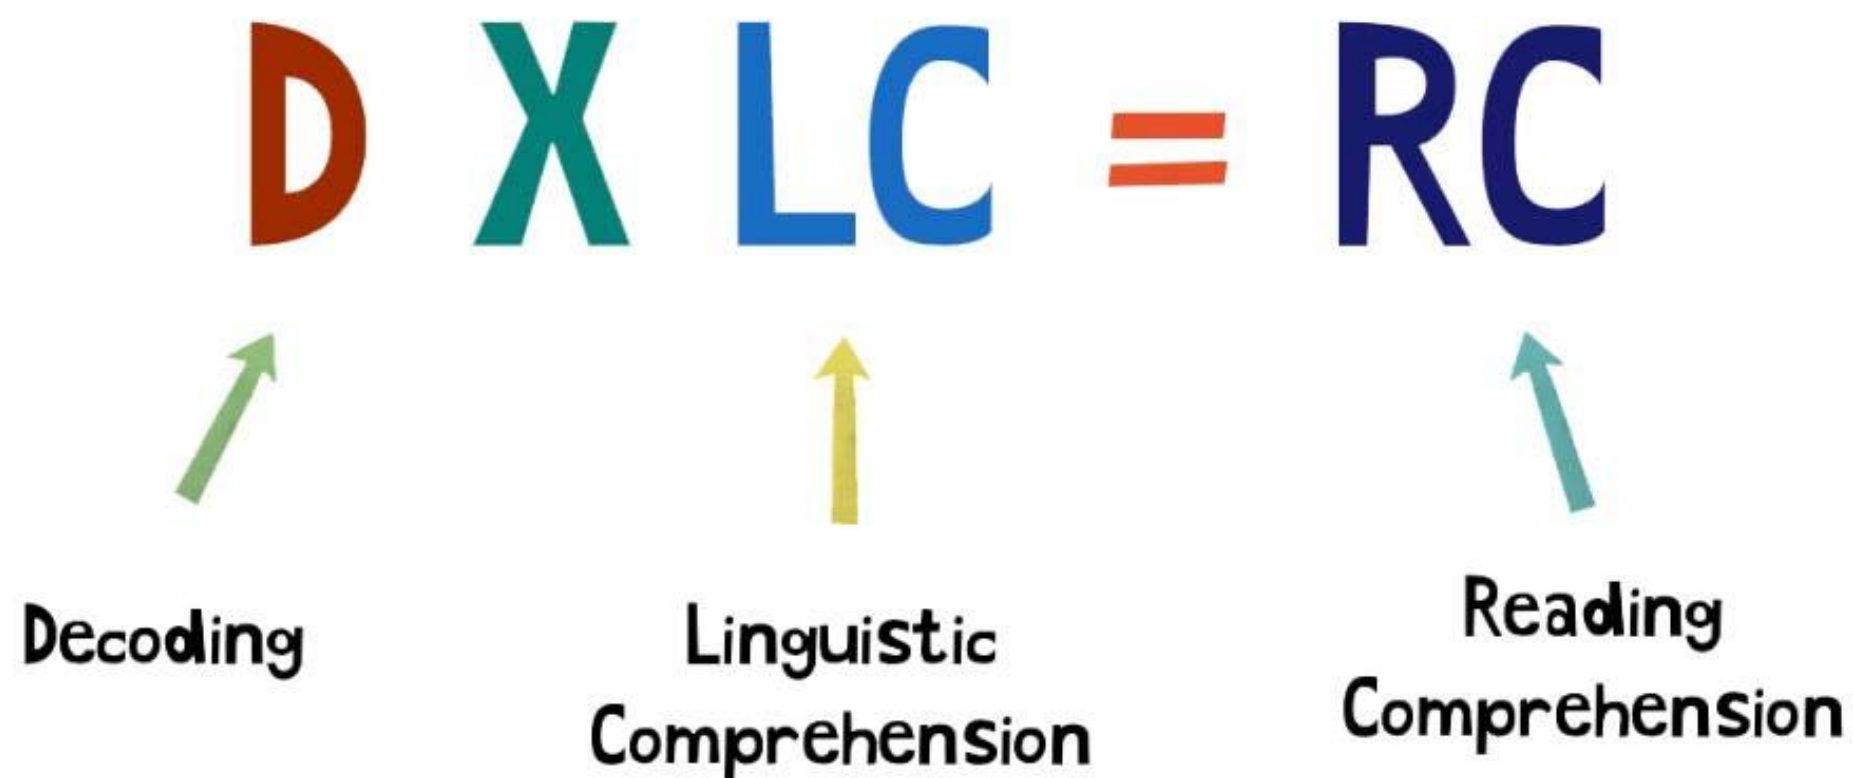 D X LC = RC
Decoding
Linguistic
Comprehension
Reading
Comprehension